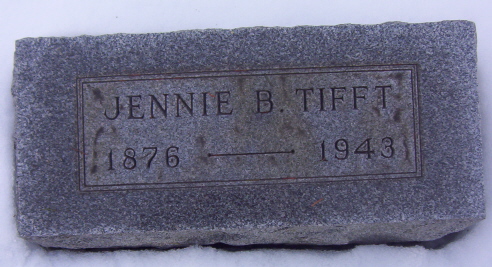 JENNIE B. TIFFT
1876 — 1943